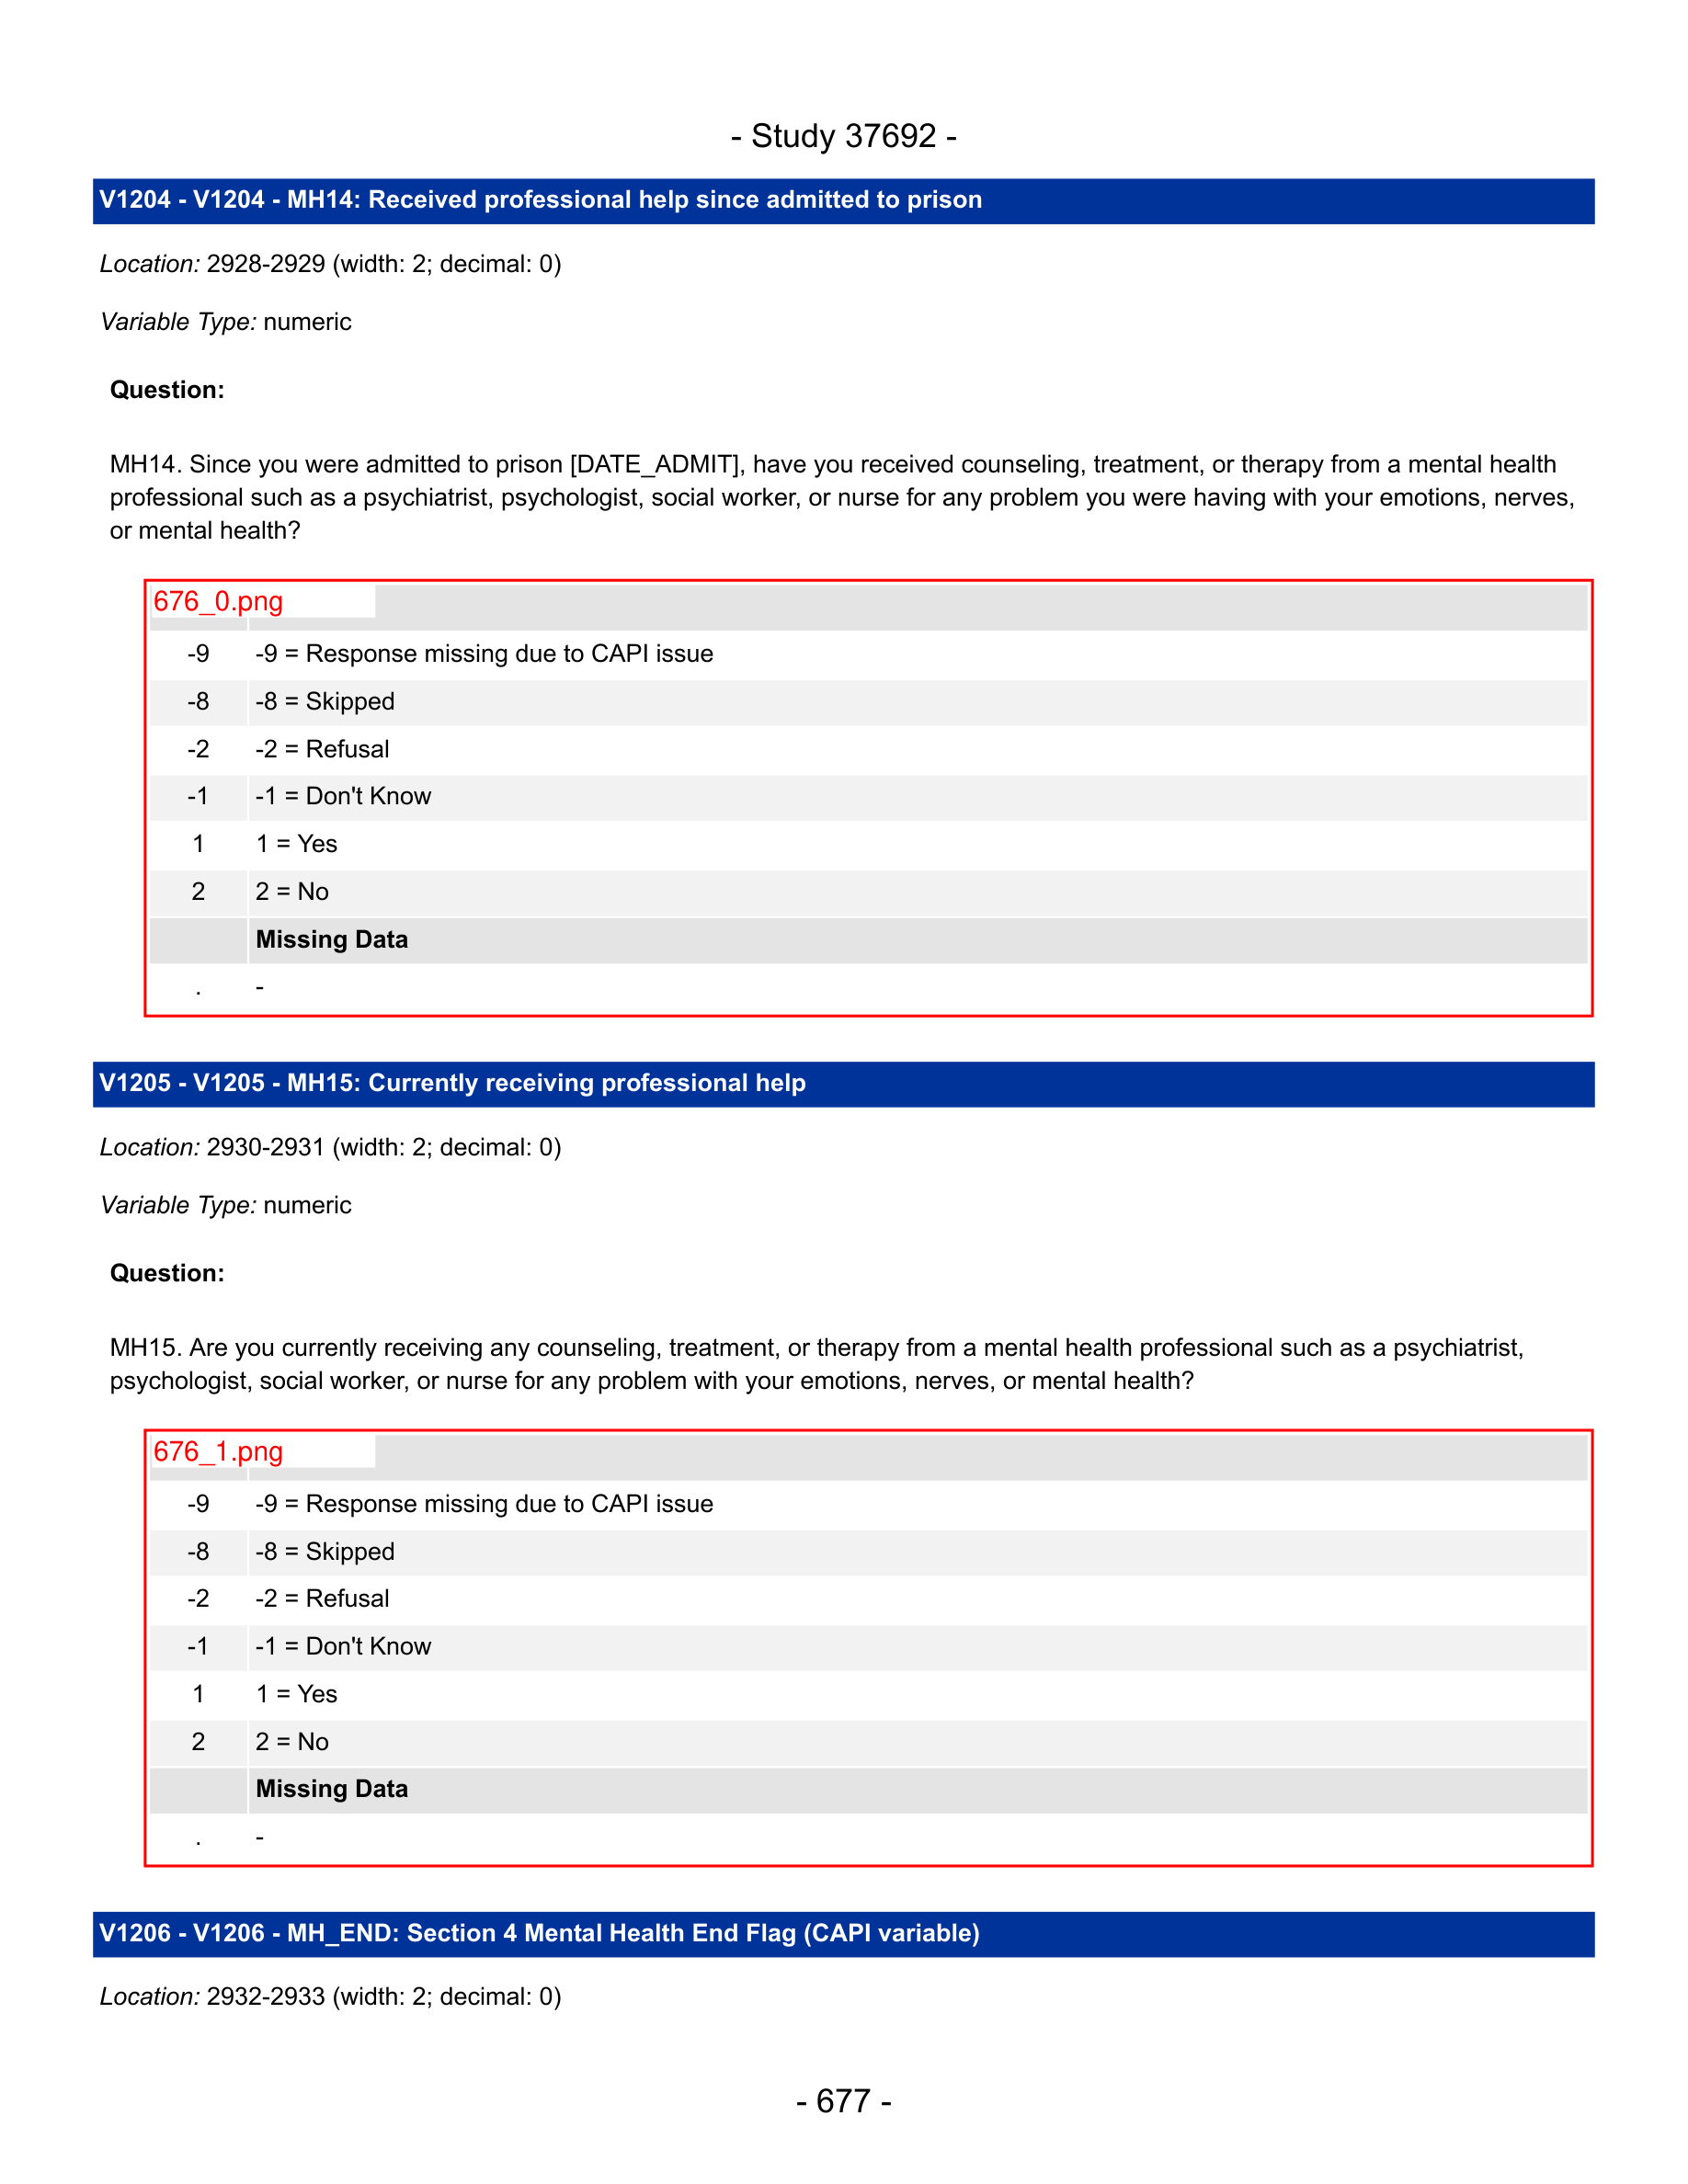 - Study 37692 -
V1204 - V1204 - MH14: Received professional help since admitted to prison
Location: 2928-2929 (width: 2; decimal: 0)
Variable Type: numeric
Question:
MH14. Since you were admitted to prison [DATE_ADMIT], have you received counseling, treatment, or therapy from a mental health
professional such as a psychiatrist, psychologist, social worker, or nurse for any problem you were having with your emotions, nerves,
or mental health?
676_0.png
-9 -9 = Response missing due to CAPI issue
-8 -8 = Skipped
-2 -2 = Refusal
-1 -1 = Don't Know
1 1 = Yes
2 2 = No
Missing Data
. -
V1205 - V1205 - MH15: Currently receiving professional help
Location: 2930-2931 (width: 2; decimal: 0)
Variable Type: numeric
Question:
MH15. Are you currently receiving any counseling, treatment, or therapy from a mental health professional such as a psychiatrist,
psychologist, social worker, or nurse for any problem with your emotions, nerves, or mental health?
676_1.png
-9 -9 = Response missing due to CAPI issue
-8 -8 = Skipped
-2 -2 = Refusal
-1 -1 = Don't Know
1 1 = Yes
2 2 = No
Missing Data
. -
V1206 - V1206 - MH_END: Section 4 Mental Health End Flag (CAPI variable)
Location: 2932-2933 (width: 2; decimal: 0)
- 677 -